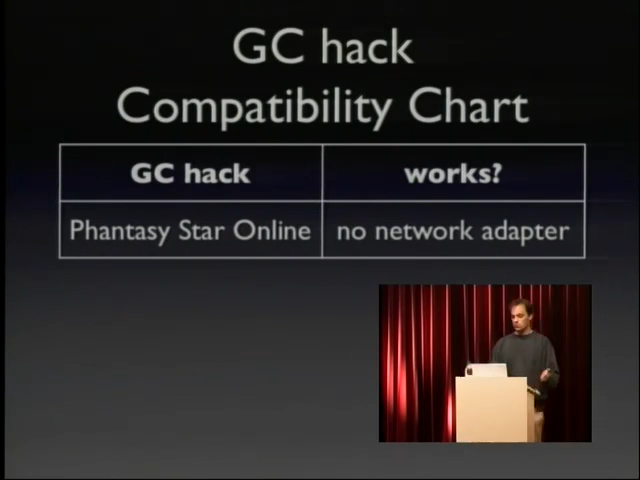 GC hack
Compatibility Chart
GC hack works?
Phantasy Star Online no network adapter